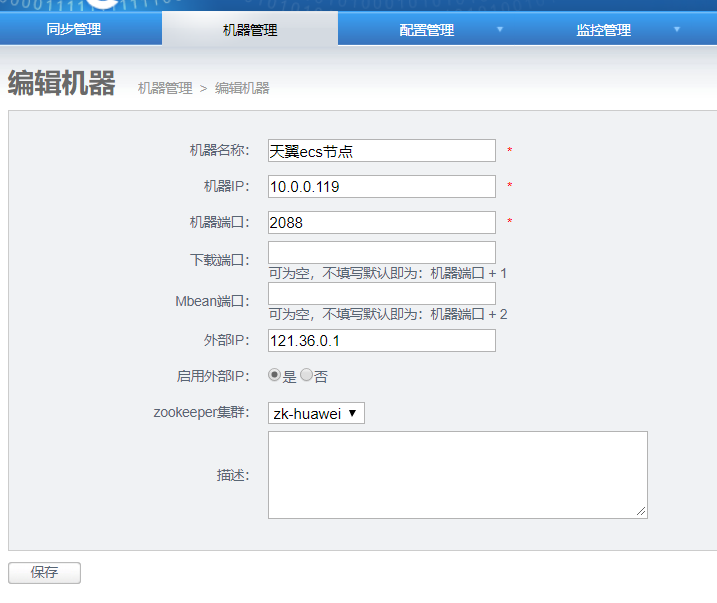 同步管理 机器管理 配置管理 监控管理
编辑机器 机器管理 > 编辑机器
机器名称: 天翼ecs节点 *
机器IP: 10.0.0.119 *
机器端口: 2088 *
下载端口:
可为空，不填写默认即为：机器端口 + 1
Mbean端口:
可为空，不填写默认即为：机器端口 + 2
外部IP: 121.36.0.1
启用外部IP: 是 否
zookeeper集群: zk-huawei
描述:
保存